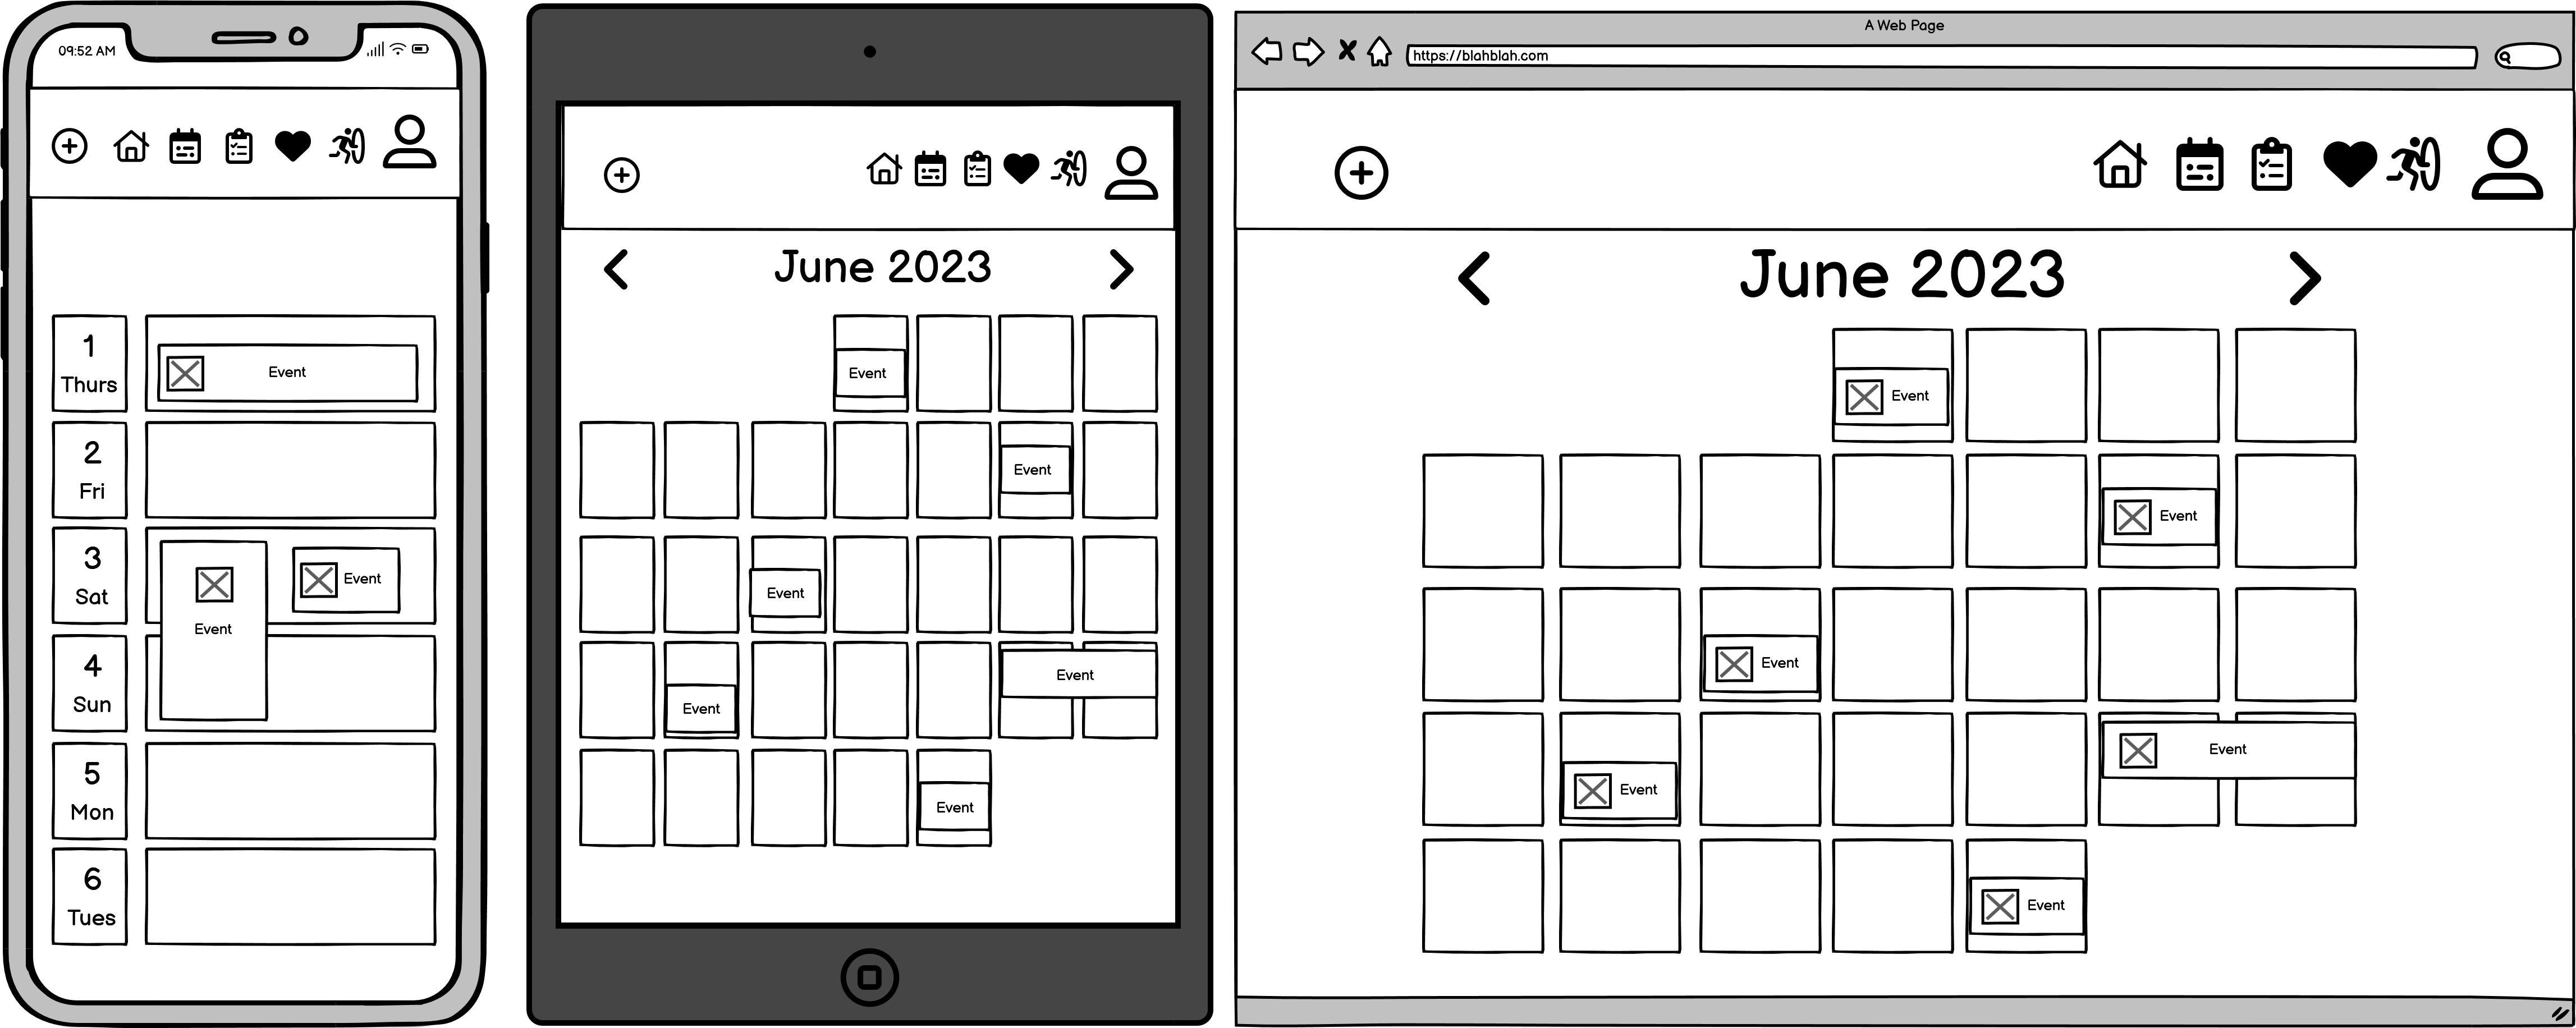 09:52 AM
1
Thurs
Event
2
Fri
3
Sat
Event
Event
4
Sun
5
Mon
6
Tues
June 2023
Event
Event
Event
Event
Event
Event
A Web Page
https://blahblah.com
June 2023
Event
Event
Event
Event
Event
Event